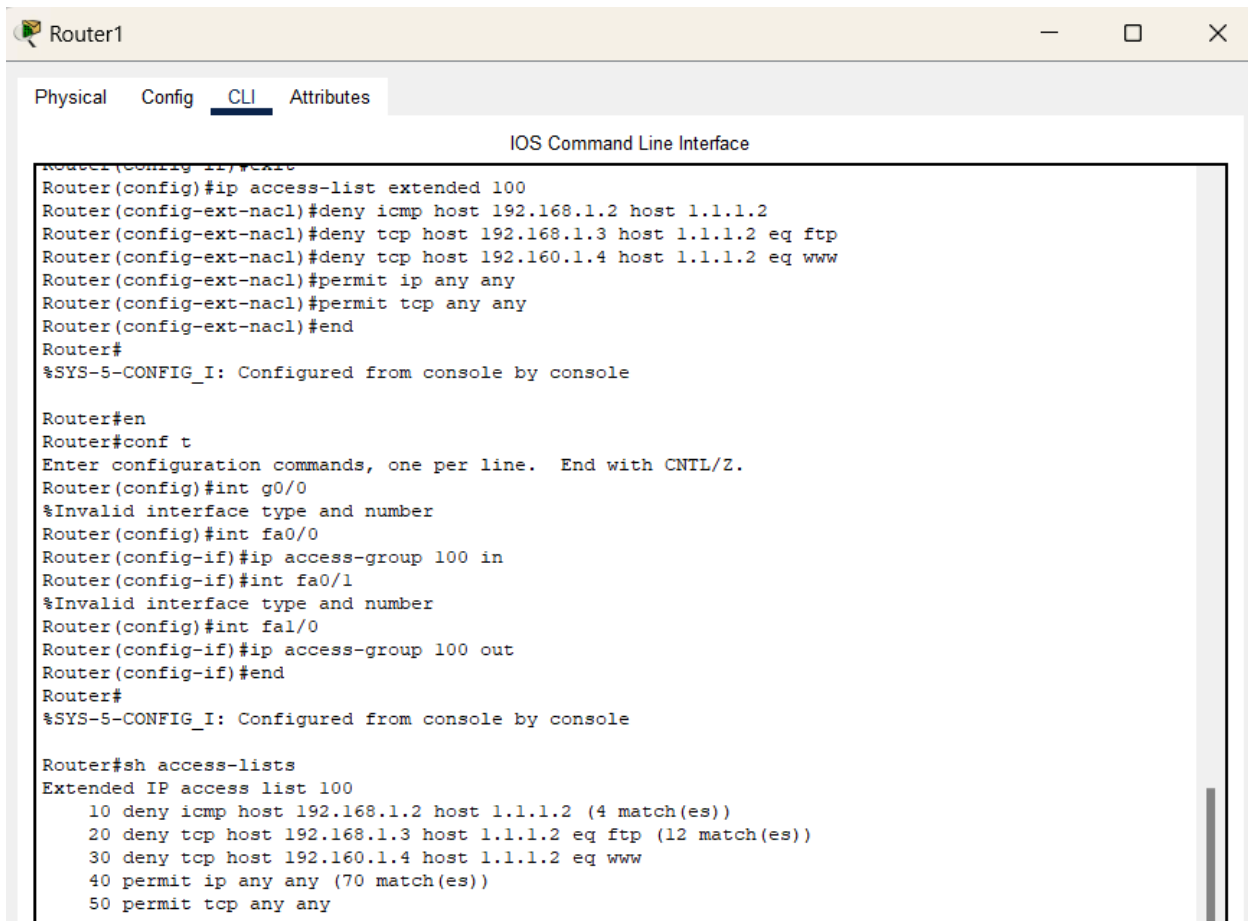 Router1
Physical Config CLI Attributes
IOS Command Line Interface
Router(config-if)#exit
Router(config)#ip access-list extended 100
Router(config-ext-nacl)#deny icmp host 192.168.1.2 host 1.1.1.2
Router(config-ext-nacl)#deny tcp host 192.168.1.3 host 1.1.1.2 eq ftp
Router(config-ext-nacl)#deny tcp host 192.160.1.4 host 1.1.1.2 eq www
Router(config-ext-nacl)#permit ip any any
Router(config-ext-nacl)#permit tcp any any
Router(config-ext-nacl)#end
Router#
%SYS-5-CONFIG_I: Configured from console by console
Router#en
Router#conf t
Enter configuration commands, one per line.  End with CNTL/Z.
Router(config)#int g0/0
%Invalid interface type and number
Router(config)#int fa0/0
Router(config-if)#ip access-group 100 in
Router(config-if)#int fa0/1
%Invalid interface type and number
Router(config)#int fa1/0
Router(config-if)#ip access-group 100 out
Router(config-if)#end
Router#
%SYS-5-CONFIG_I: Configured from console by console
Router#sh access-lists
Extended IP access list 100
10 deny icmp host 192.168.1.2 host 1.1.1.2 (4 match(es))
20 deny tcp host 192.168.1.3 host 1.1.1.2 eq ftp (12 match(es))
30 deny tcp host 192.160.1.4 host 1.1.1.2 eq www
40 permit ip any any (70 match(es))
50 permit tcp any any